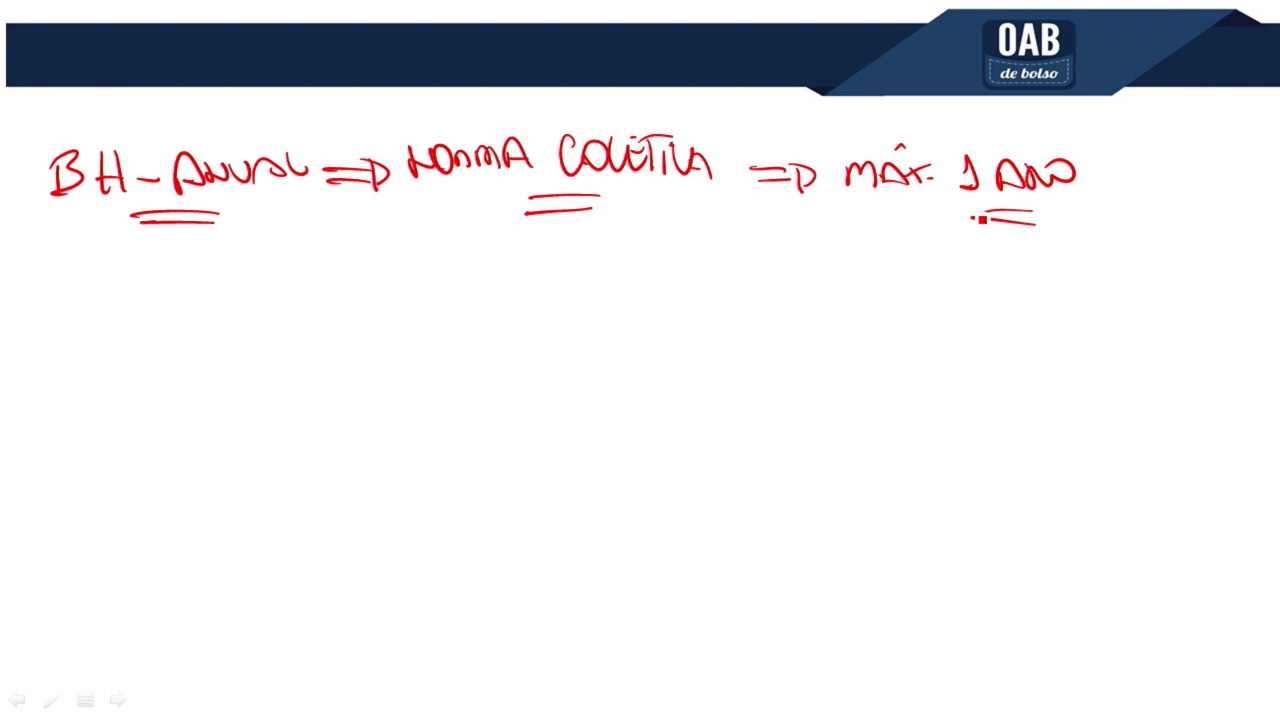 OAB
de bolso
BH - ANUAL => NORMA COLETIVA => MÁX. 1 ANO